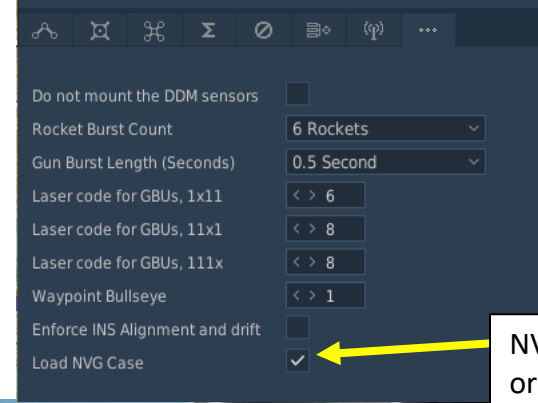 Do not mount the DDM sensors
Rocket Burst Count 6 Rockets
Gun Burst Length (Seconds) 0.5 Second
Laser code for GBUs, 1x11 < > 6
Laser code for GBUs, 11x1 < > 8
Laser code for GBUs, 111x < > 8
Waypoint Bullseye < > 1
Enforce INS Alignment and drift
Load NVG Case
or